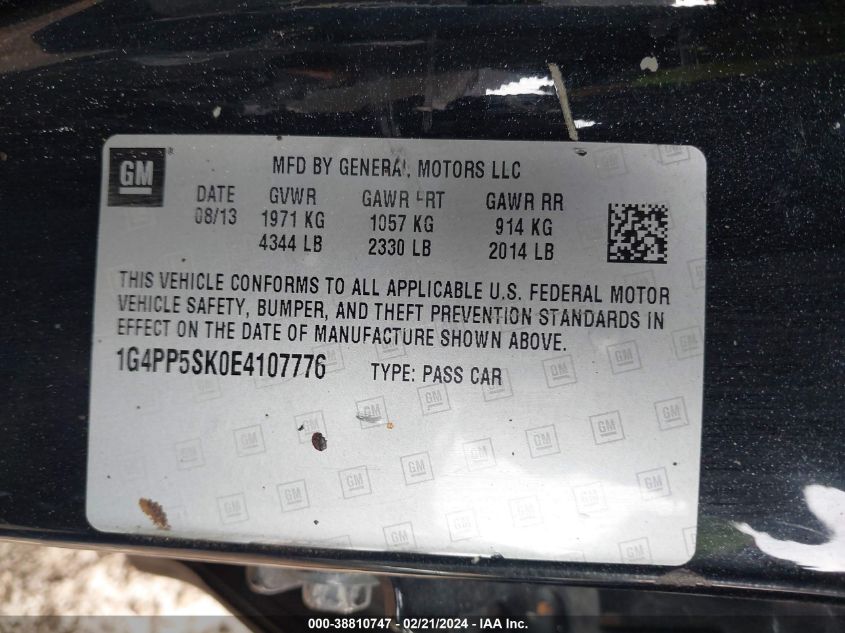 GM ®
MFD BY GENERAL MOTORS LLC
DATE GVWR GAWR FRT GAWR RR
08/13 1971 KG 1057 KG 914 KG
4344 LB 2330 LB 2014 LB
THIS VEHICLE CONFORMS TO ALL APPLICABLE U.S. FEDERAL MOTOR
VEHICLE SAFETY, BUMPER, AND THEFT PREVENTION STANDARDS IN
EFFECT ON THE DATE OF MANUFACTURE SHOWN ABOVE.
1G4PP5SK0E4107776 TYPE: PASS CAR
000-38810747 - 02/21/2024 - IAA Inc.